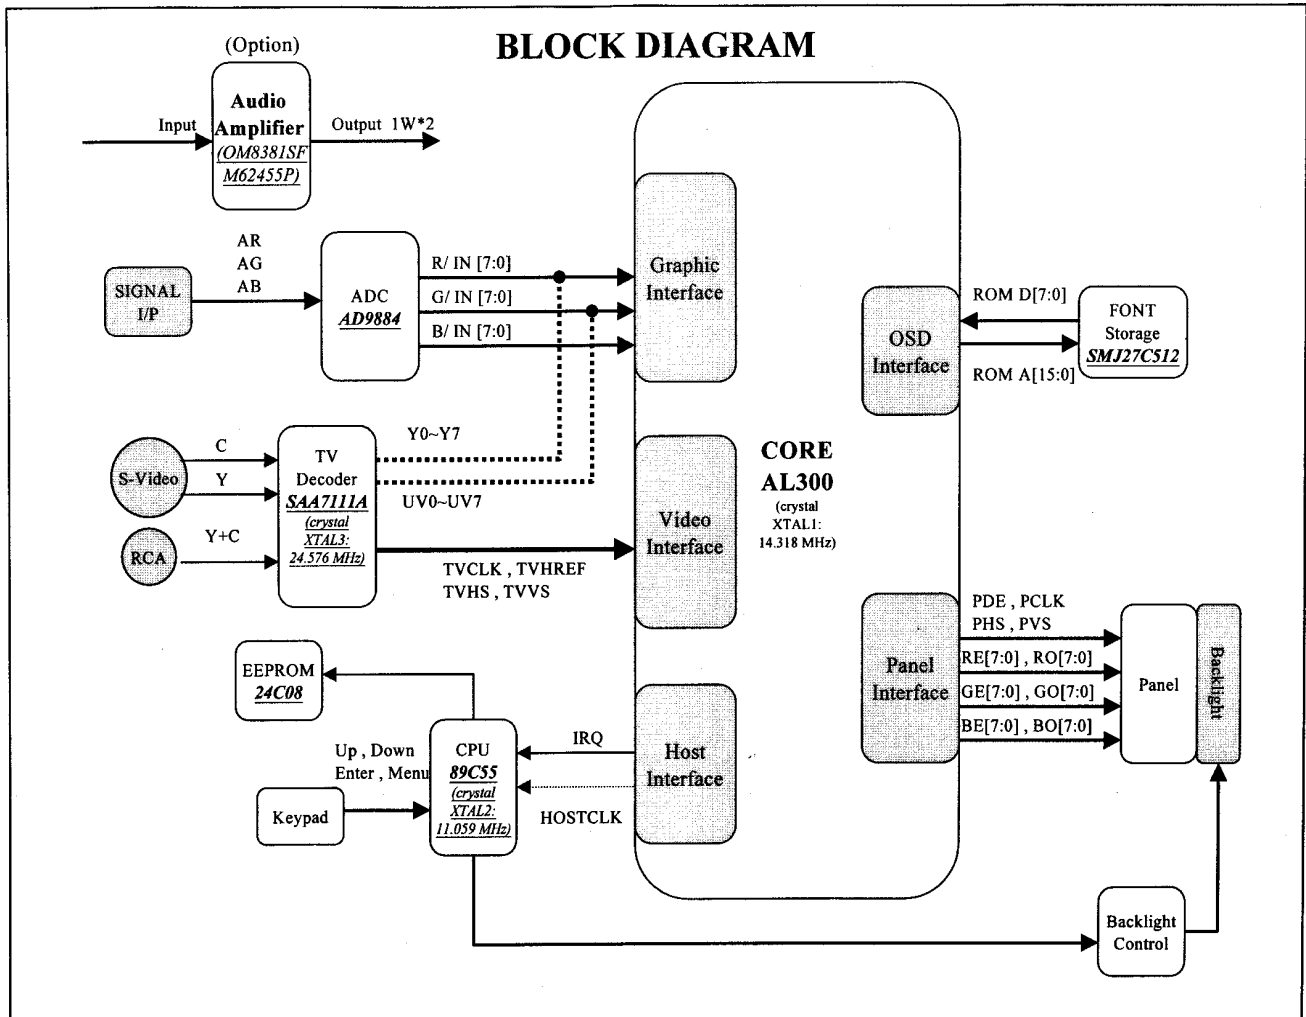 BLOCK DIAGRAM
(Option)
Audio
Amplifier
(OM8381SF
M62455P)
Input
Output 1W*2
AR
AG
AB
SIGNAL
I/P
ADC
AD9884
R/ IN [7:0]
G/ IN [7:0]
B/ IN [7:0]
Graphic
Interface
OSD
Interface
ROM D[7:0]
ROM A[15:0]
FONT
Storage
SMJ27C512
S-Video
C
Y
RCA
Y+C
TV
Decoder
SAA7111A
(crystal
XTAL3:
24.576 MHz)
Y0~Y7
UV0~UV7
TVCLK , TVHREF
TVHS , TVVS
Video
Interface
CORE
AL300
(crystal
XTAL1:
14.318 MHz)
Panel
Interface
PDE , PCLK
PHS , PVS
RE[7:0] , RO[7:0]
GE[7:0] , GO[7:0]
BE[7:0] , BO[7:0]
Panel
Backlight
EEPROM
24C08
Up , Down
Enter , Menu
Keypad
CPU
89C55
(crystal
XTAL2:
11.059 MHz)
IRQ
HOSTCLK
Host
Interface
Backlight
Control